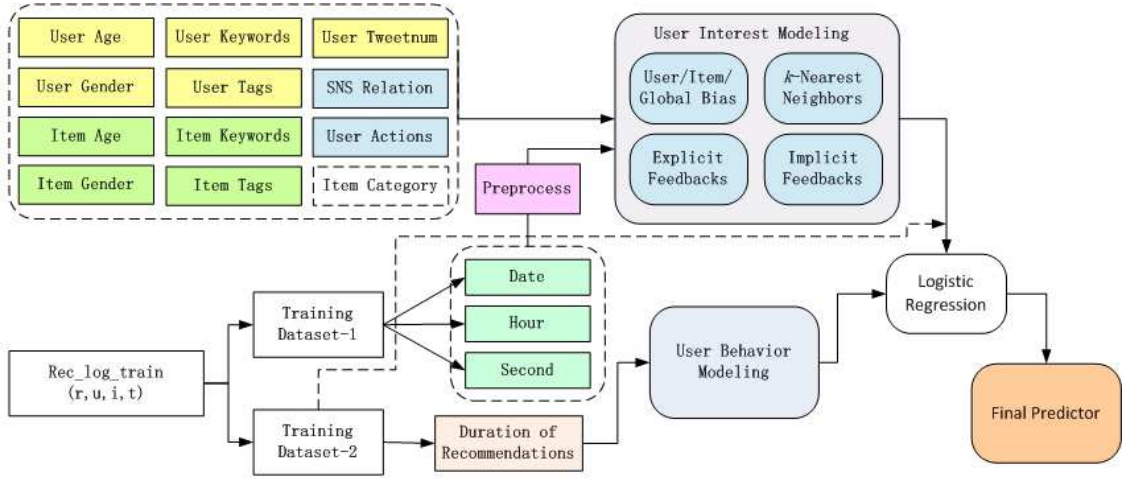 User Age
User Keywords
User Tweetnum
User Gender
User Tags
SNS Relation
Item Age
Item Keywords
User Actions
Item Gender
Item Tags
Item Category
User Interest Modeling
User/Item/
Global Bias
k-Nearest
Neighbors
Explicit
Feedbacks
Implicit
Feedbacks
Preprocess
Date
Hour
Second
Training
Dataset-1
Rec_log_train
(r,u,i,t)
Training
Dataset-2
Duration of
Recommendations
User Behavior
Modeling
Logistic
Regression
Final Predictor